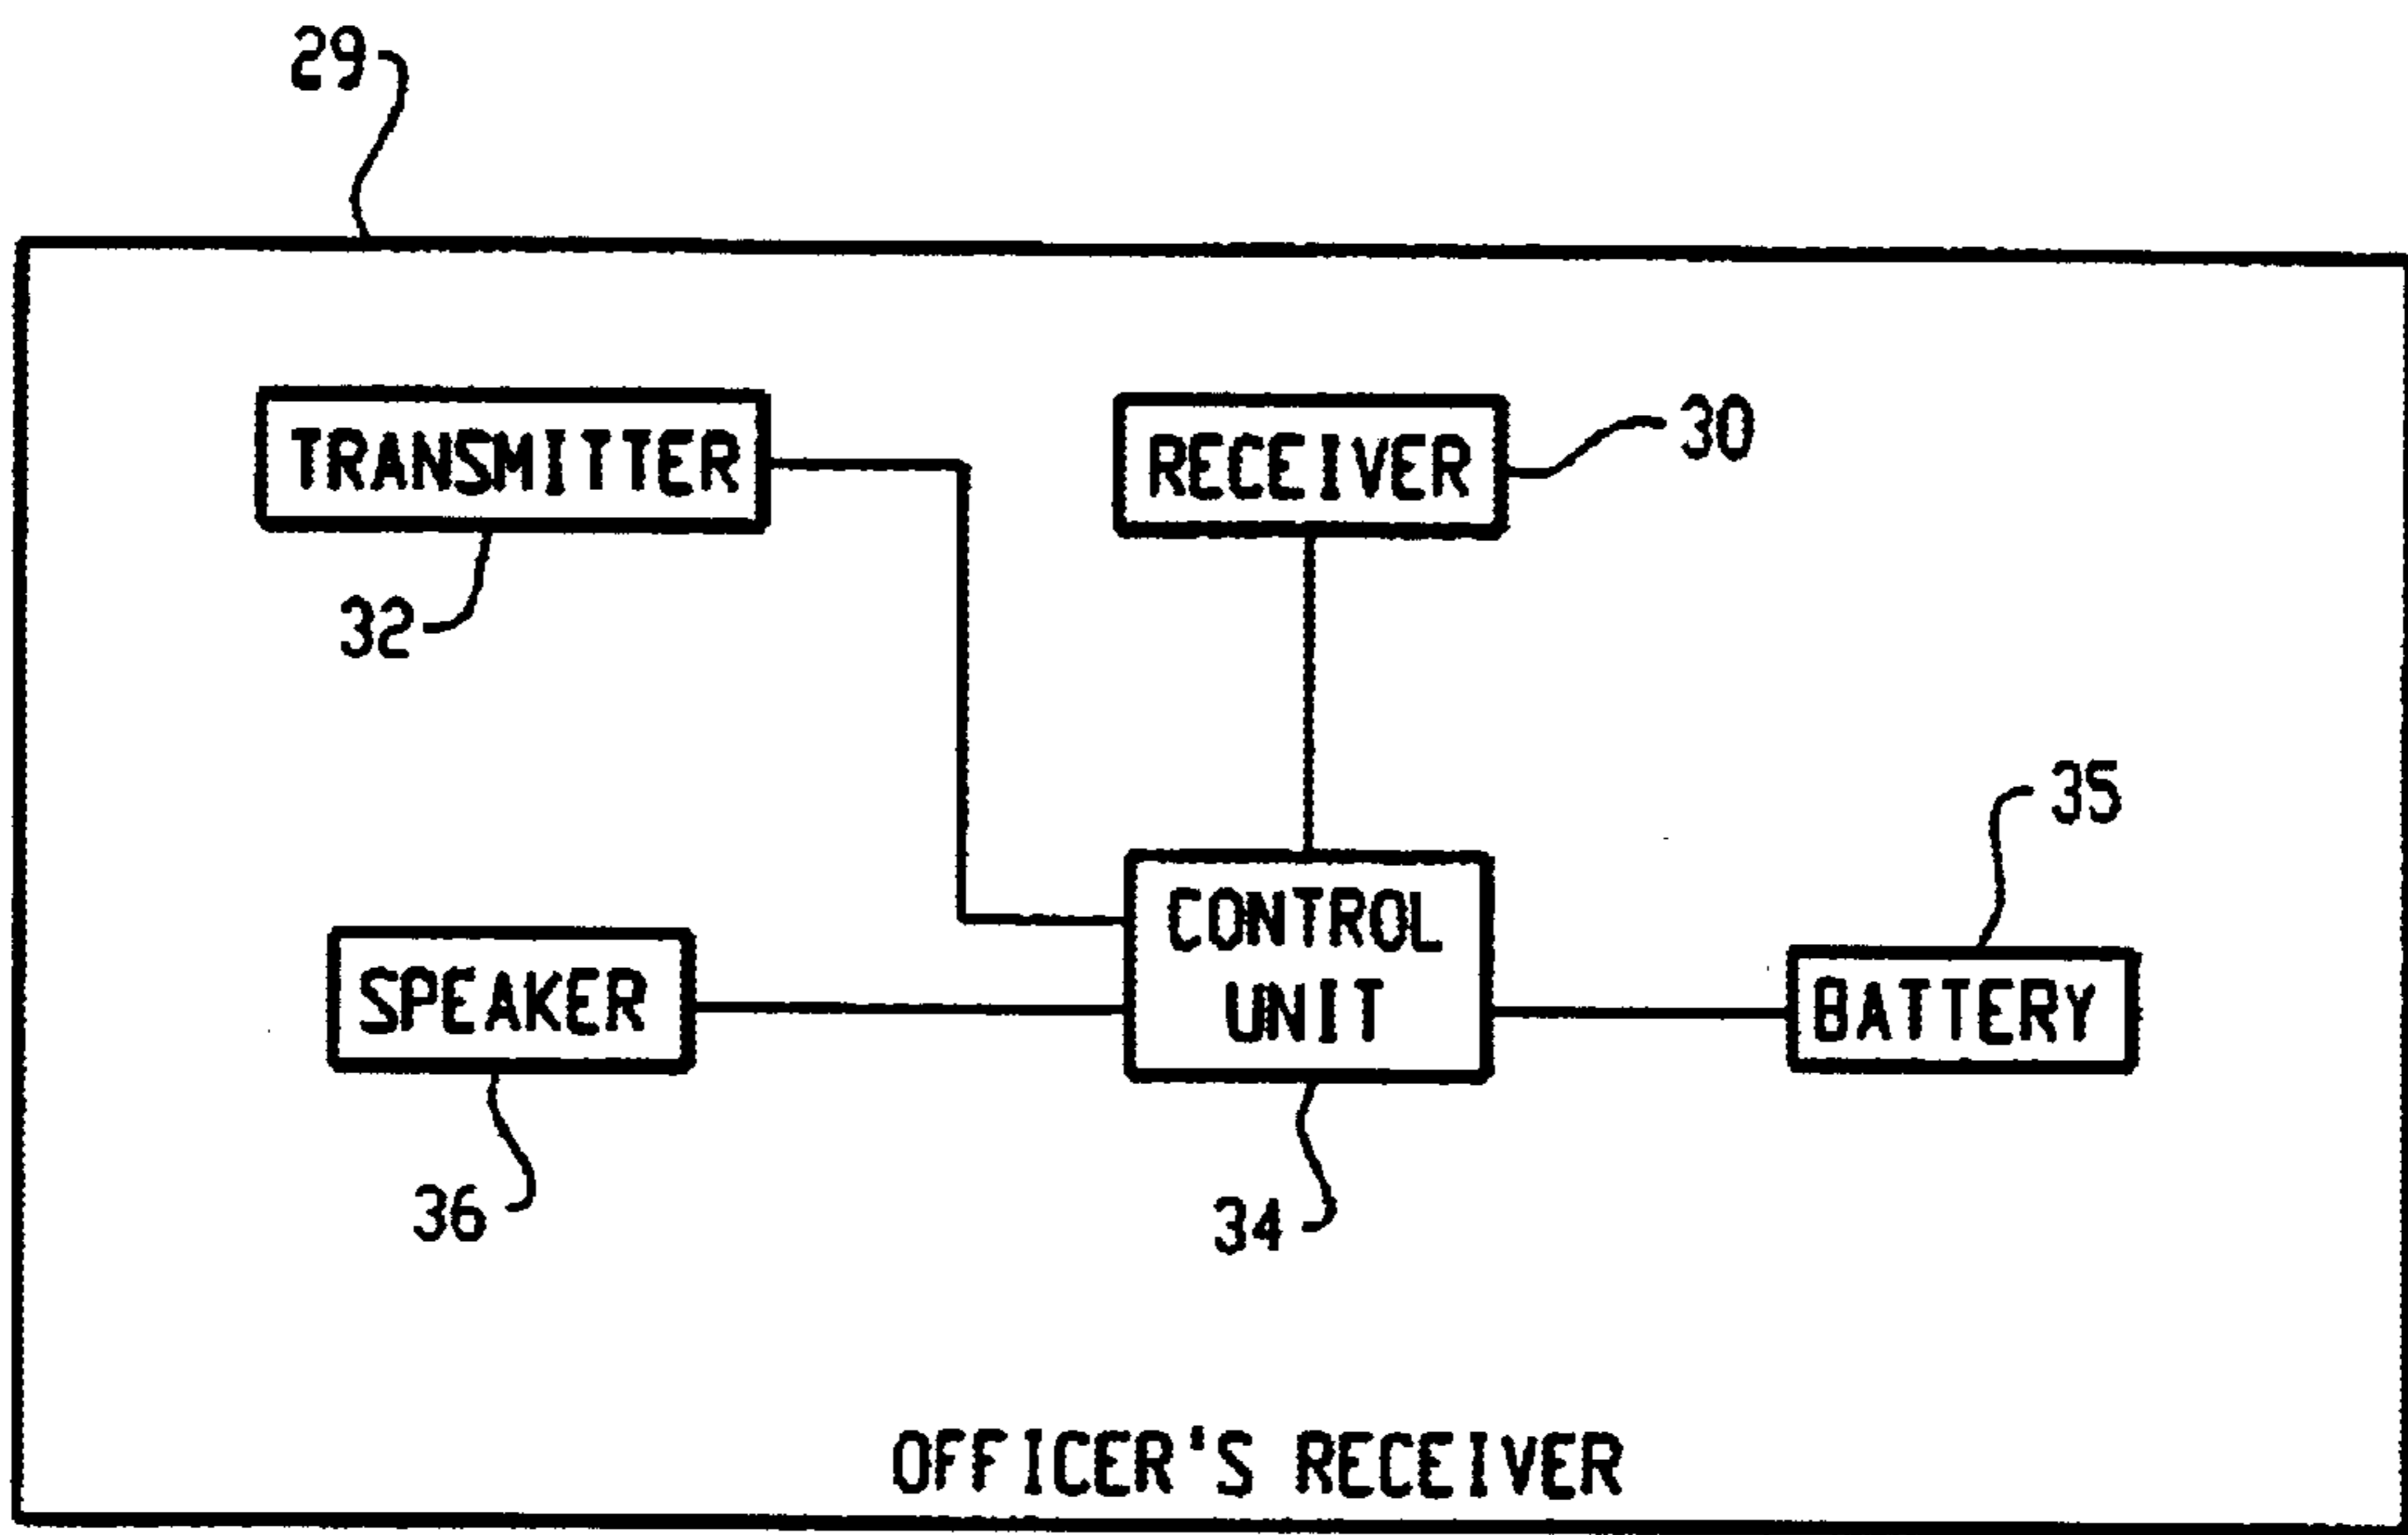 29
TRANSMITTER
RECEIVER
30
32
35
CONTROL
UNIT
SPEAKER
BATTERY
36
34
OFFICER'S RECEIVER